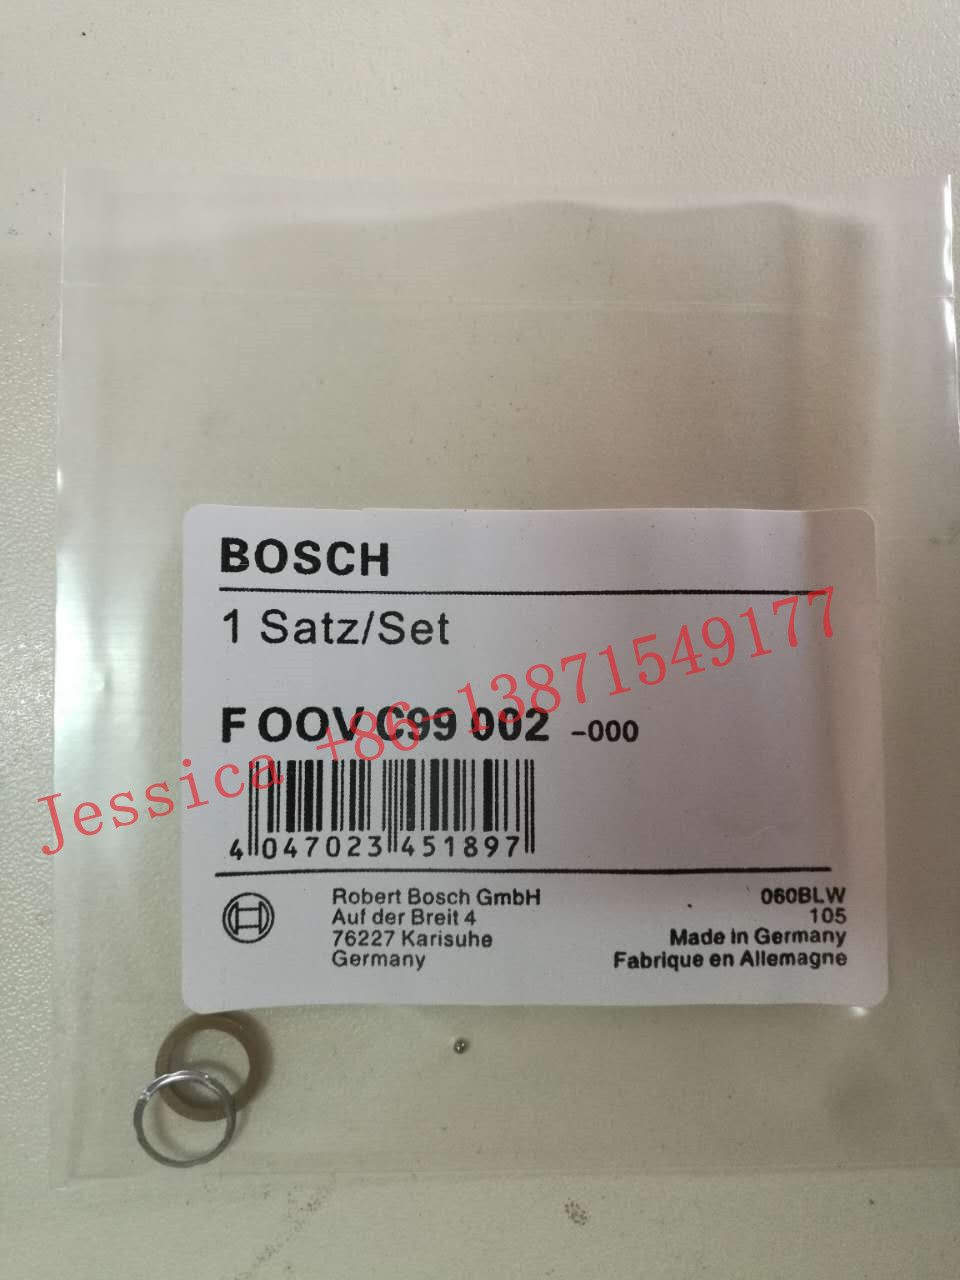 BOSCH
1 Satz/Set
F OOV C99 002 -000
Jessica +86-13871549177
4 047023 451897
Robert Bosch GmbH
Auf der Breit 4
76227 Karisuhe
Germany
060BLW
105
Made in Germany
Fabrique en Allemagne